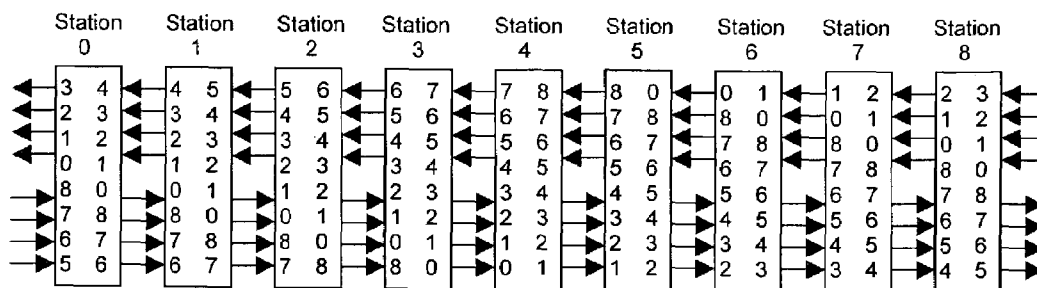 Station Station Station Station Station Station Station Station Station
0 1 2 3 4 5 6 7 8
3 4 4 5 5 6 6 7 7 8 8 0 0 1 1 2 2 3
2 3 3 4 4 5 5 6 6 7 7 8 8 0 0 1 1 2
1 2 2 3 3 4 4 5 5 6 6 7 7 8 8 0 0 1
0 1 1 2 2 3 3 4 4 5 5 6 6 7 7 8 8 0
8 0 0 1 1 2 2 3 3 4 4 5 5 6 6 7 7 8
7 8 8 0 0 1 1 2 2 3 3 4 4 5 5 6 6 7
6 7 7 8 8 0 0 1 1 2 2 3 3 4 4 5 5 6
5 6 6 7 7 8 8 0 0 1 1 2 2 3 3 4 4 5